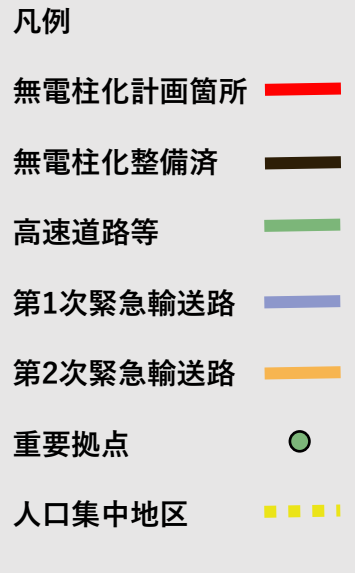 凡例
無電柱化計画箇所
無電柱化整備済
高速道路等
第1次緊急輸送路
第2次緊急輸送路
重要拠点
人口集中地区